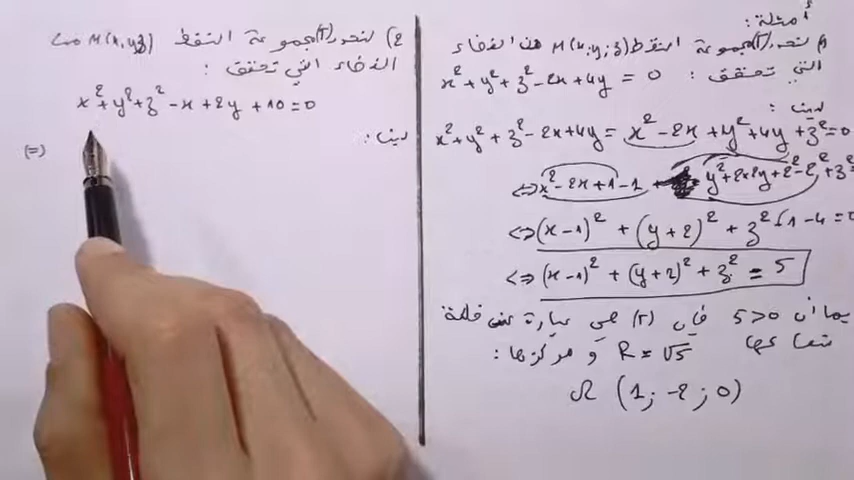 أمثلة:
1) لنحدد (Γ) مجموعة النقط M(x;y;z) من الفضاء
التي تحقق : x²+y²+z²-2x+4y = 0
لدينا :
x²+y²+z²-2x+4y = x²-2x+y²+4y+z²=0
⇔ x²-2x+1-1 + y²+2×2y+2²-2²+z²=
⇔ (x-1)² + (y+2)² + z² -1-4=0
⇔ (x-1)² + (y+2)² + z² = 5
بما أن 5>0 فإن (Γ) هي عبارة عن فلكة
شعاعها R=√5 و مركزها :
Ω (1; -2; 0)
2) لنحدد (Γ) مجموعة النقط M(x,y,z) من
الفضاء التي تحقق :
x²+y²+z²-x+2y+10=0
لدينا :
(=)